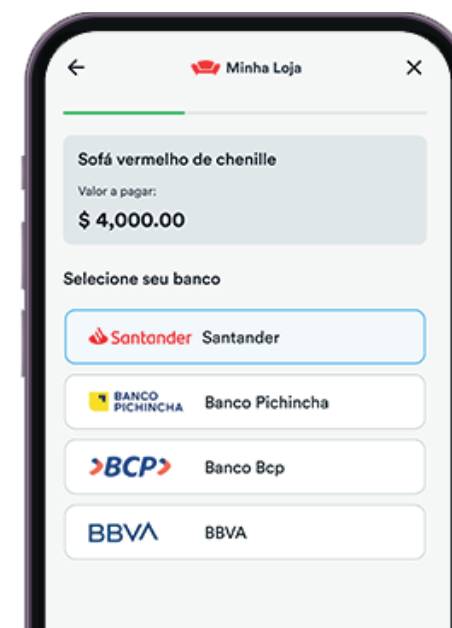 Minha Loja
Sofá vermelho de chenille
Valor a pagar:
$ 4,000.00
Selecione seu banco
Santander Santander
BANCO PICHINCHA Banco Pichincha
BCP Banco Bcp
BBVA BBVA